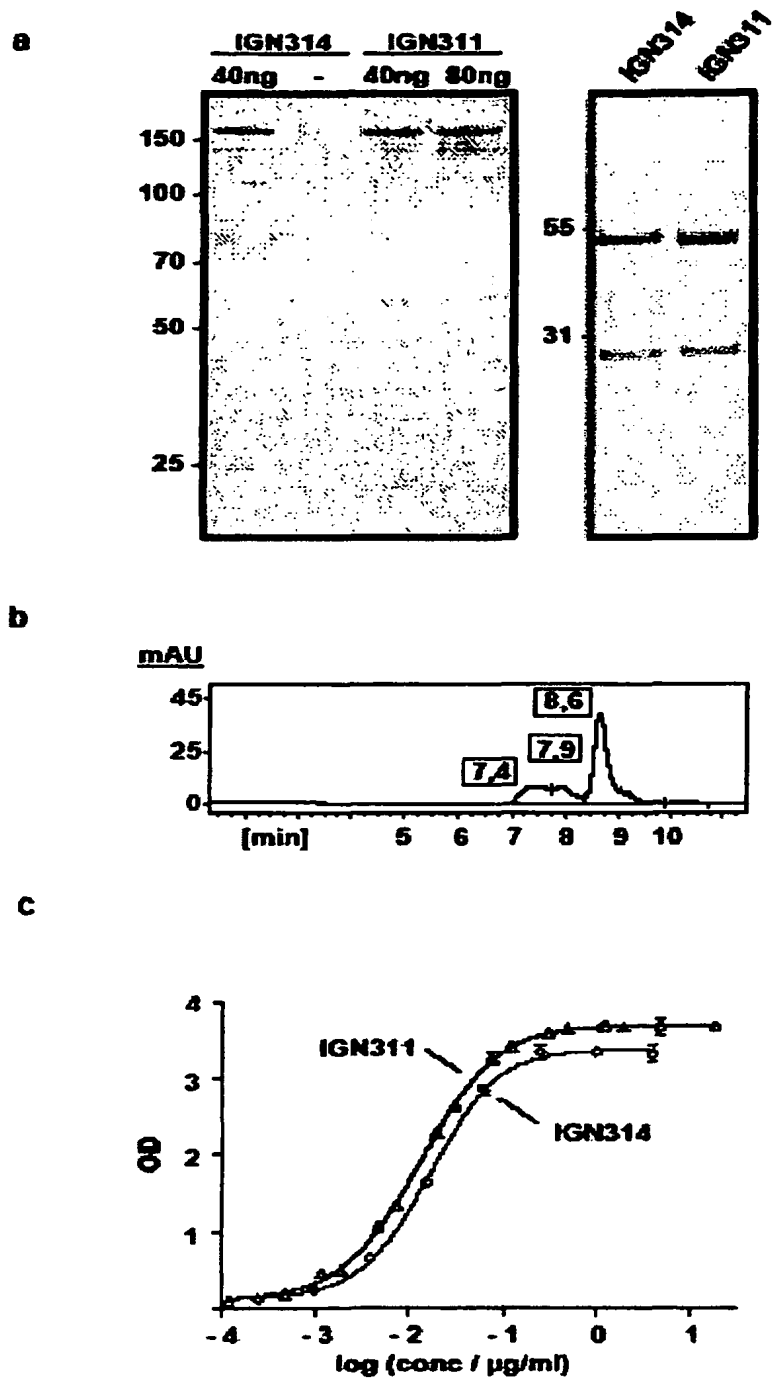 a
IGN314 IGN311
40ng - 40ng 80ng
IGN314 IGN311
150
100
70
50
25
55
31
b
mAU
45
25
0
7,4 7,9 8,6
[min] 5 6 7 8 9 10
c
OD
4
3
2
1
IGN311
IGN314
-4 -3 -2 -1 0 1
log (conc / µg/ml)